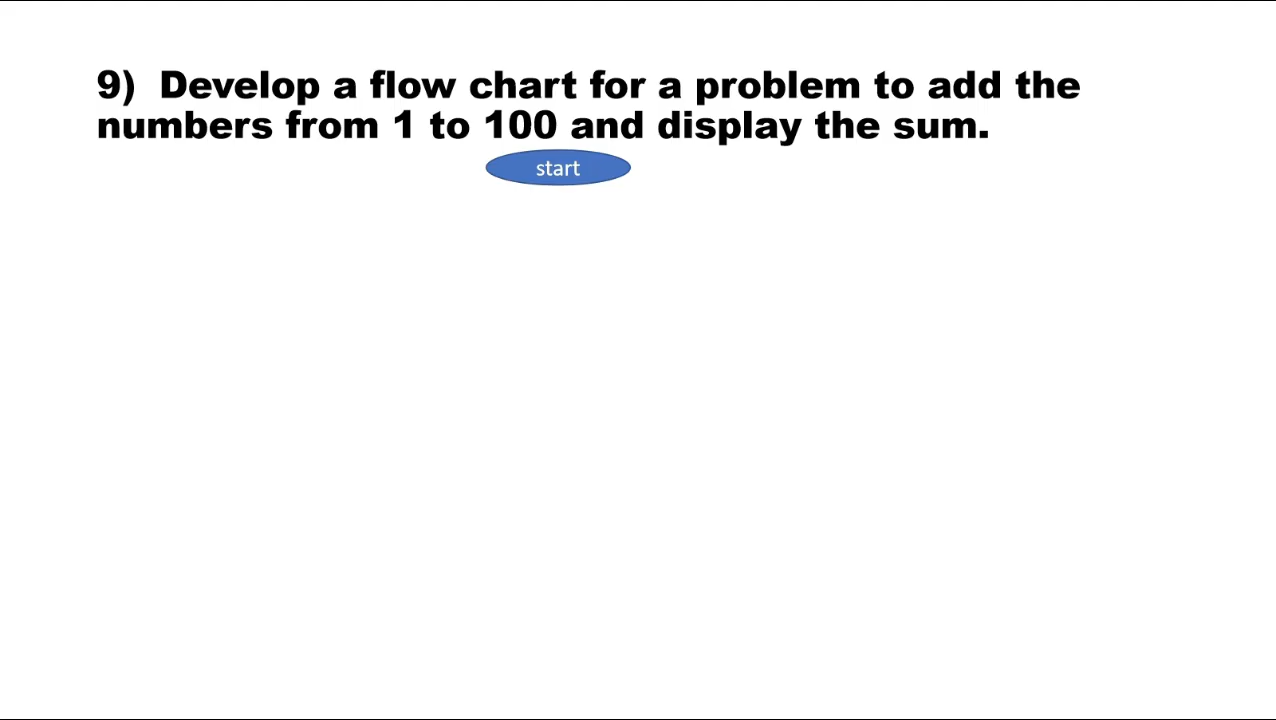 9)  Develop a flow chart for a problem to add the
numbers from 1 to 100 and display the sum.
start